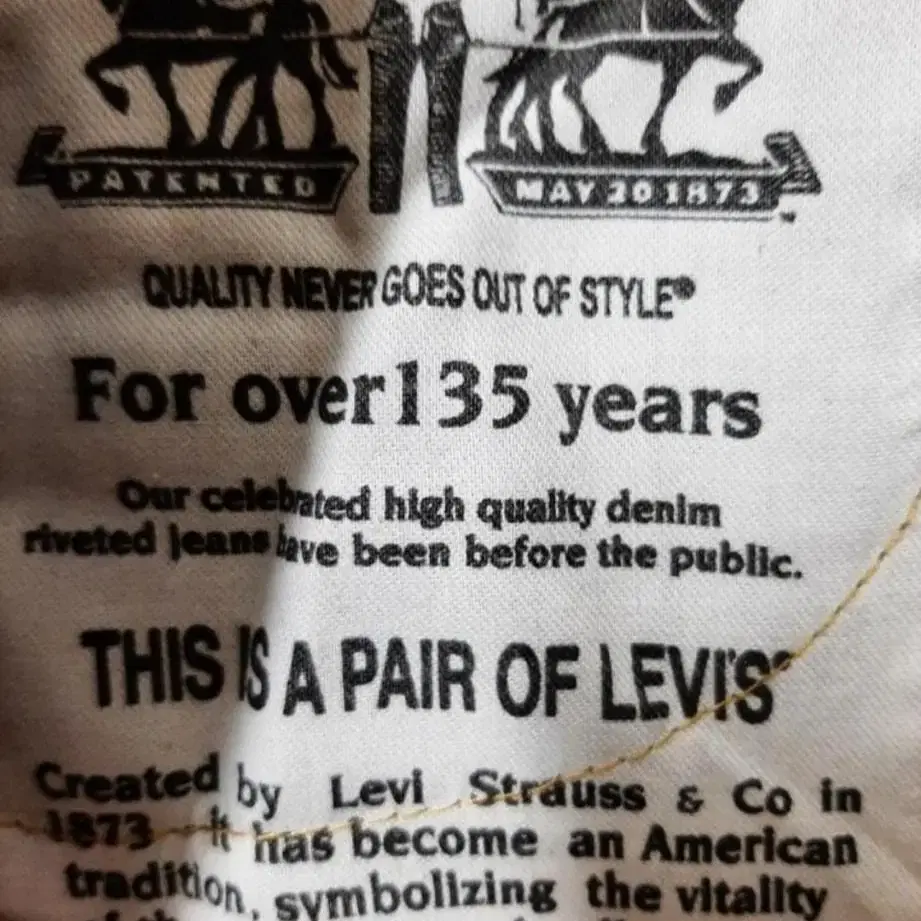 PATENTED MAY 20 1873
QUALITY NEVER GOES OUT OF STYLE®
For over 135 years
Our celebrated high quality denim
riveted jeans have been before the public.
THIS IS A PAIR OF LEVI'S®
Created by Levi Strauss & Co in
1873 it has become an American
tradition, symbolizing the vitality